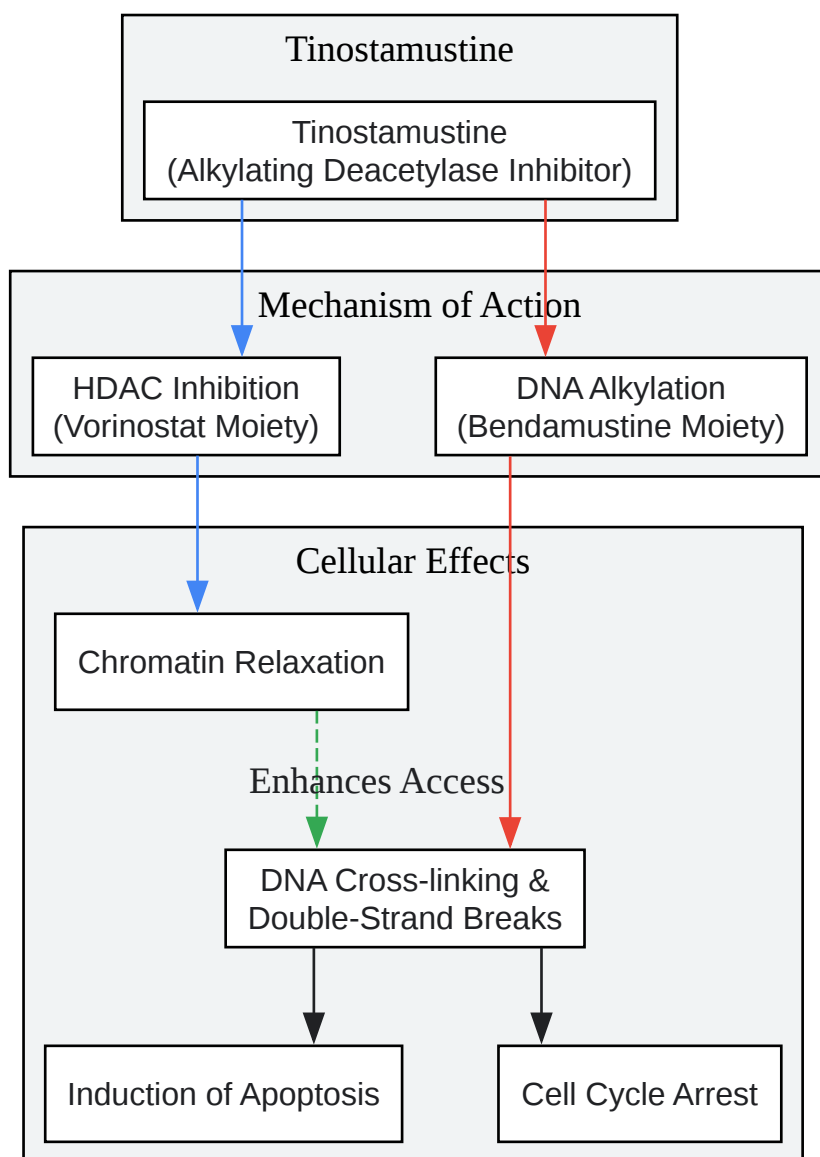 Tinostamustine
Tinostamustine
(Alkylating Deacetylase Inhibitor)
Mechanism of Action
HDAC Inhibition
(Vorinostat Moiety)
DNA Alkylation
(Bendamustine Moiety)
Cellular Effects
Chromatin Relaxation
Enhances Access
DNA Cross-linking &
Double-Strand Breaks
Induction of Apoptosis
Cell Cycle Arrest